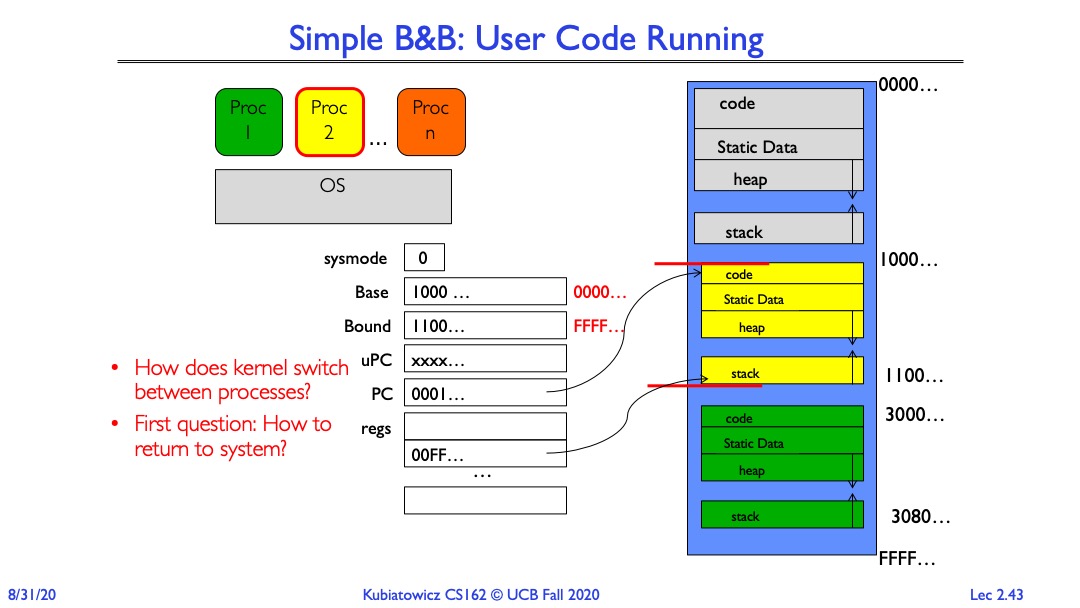 Simple B&B: User Code Running
Proc
1
Proc
2
…
Proc
n
OS
sysmode 0
Base 1000 … 0000…
Bound 1100… FFFF…
uPC xxxx…
PC 0001…
regs
00FF…
…
• How does kernel switch
between processes?
• First question: How to
return to system?
0000…
code
Static Data
heap
stack
1000…
code
Static Data
heap
stack
1100…
3000…
code
Static Data
heap
stack
3080…
FFFF…
8/31/20
Kubiatowicz CS162 © UCB Fall 2020
Lec 2.43